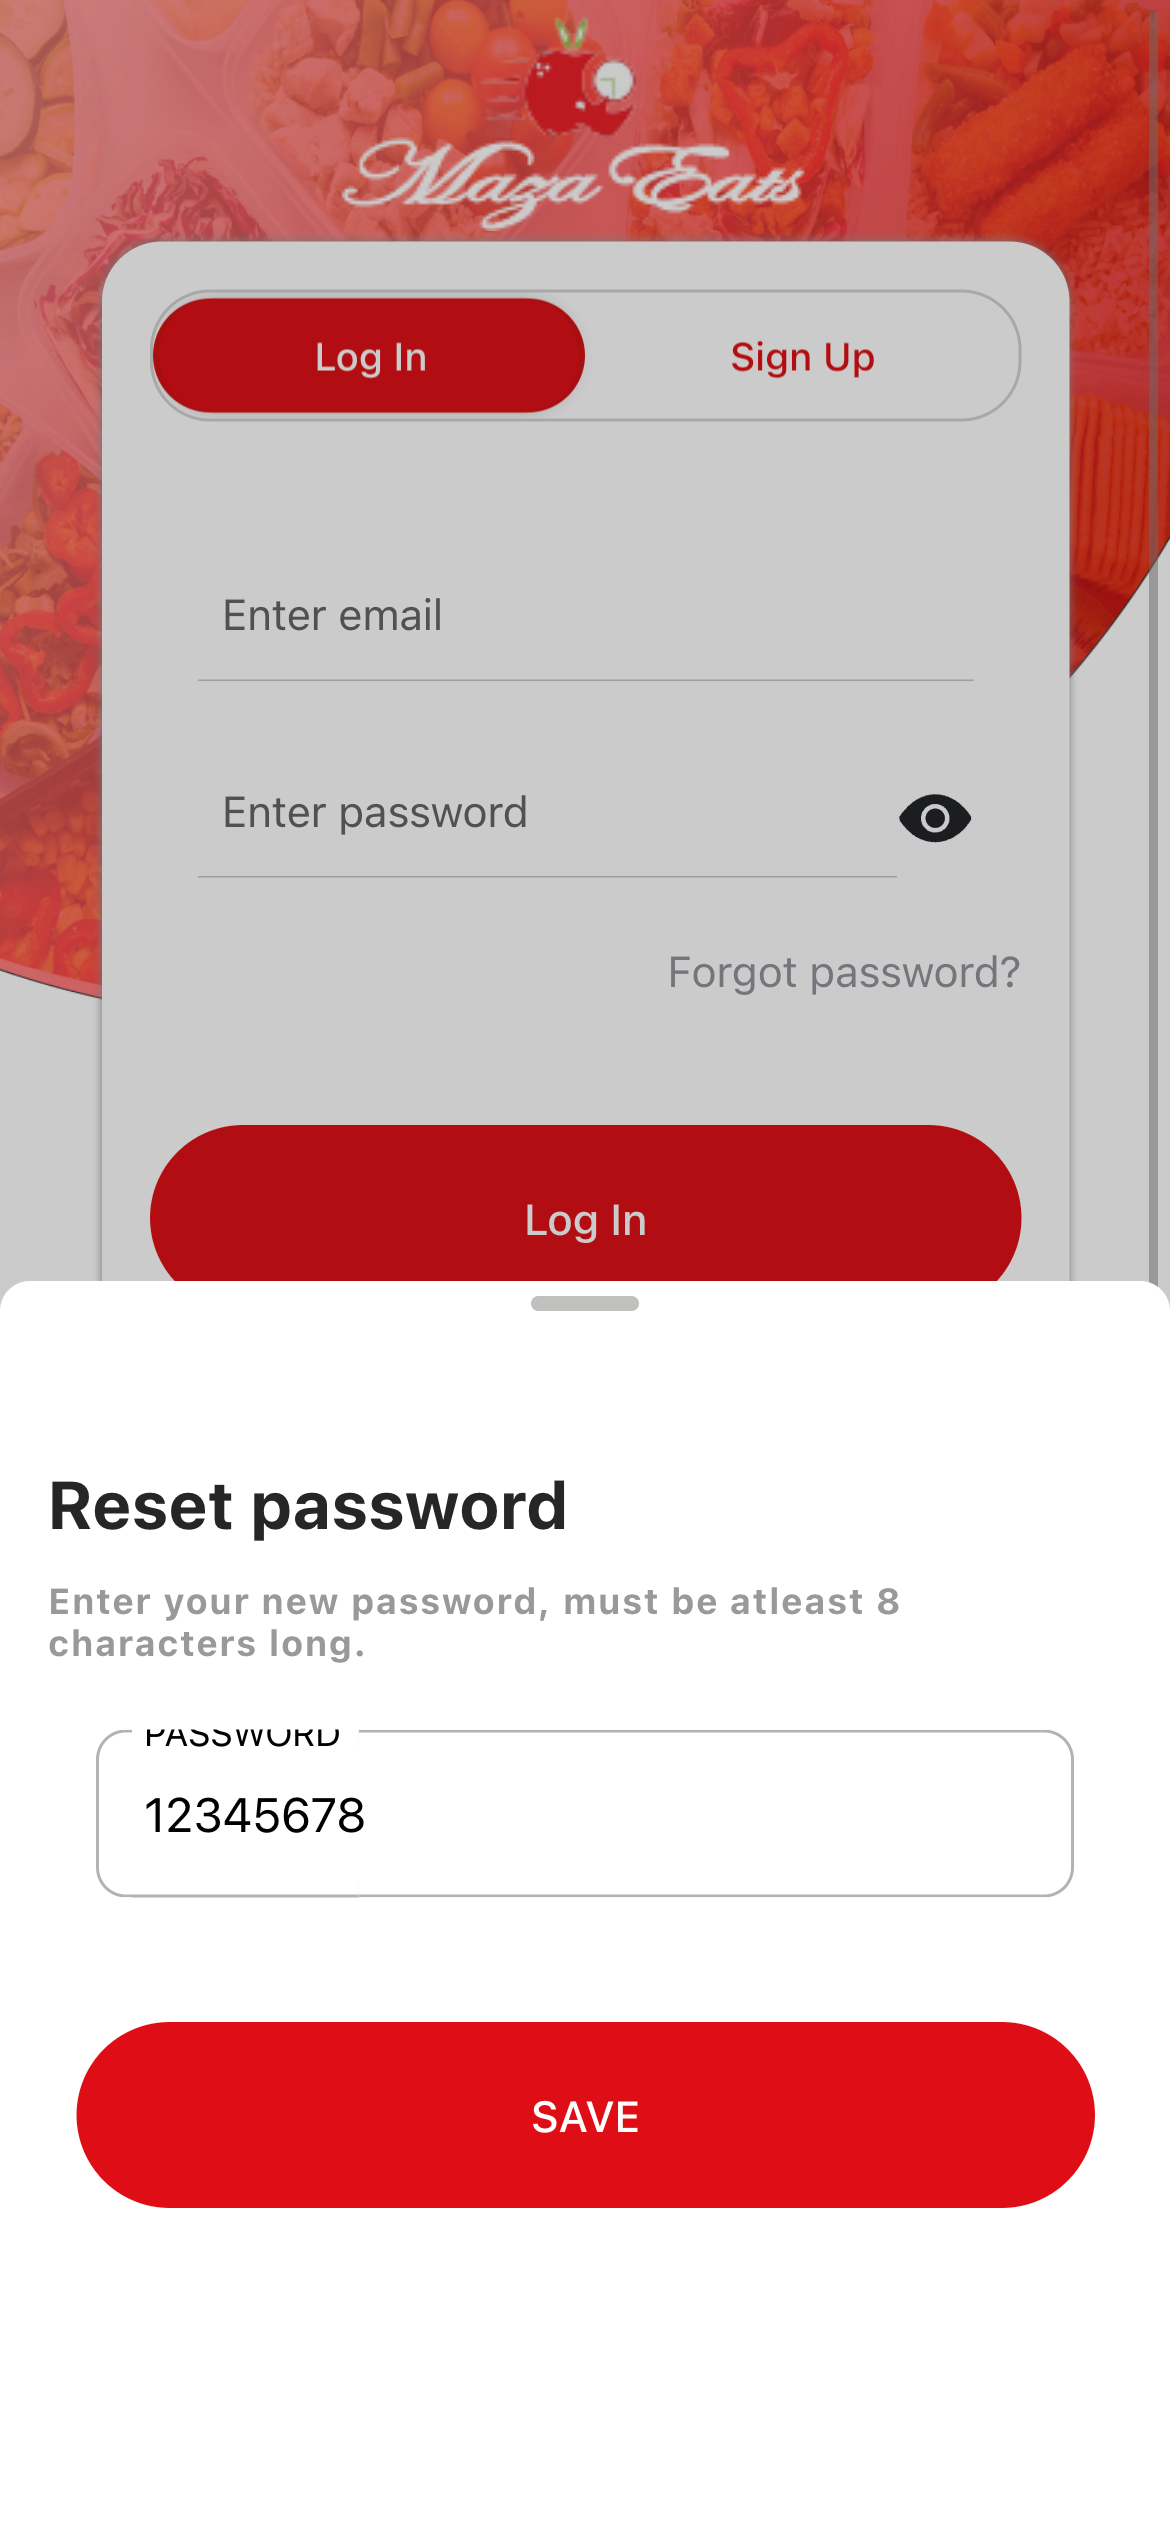 Maza Eats
Log In
Sign Up
Enter email
Enter password
Forgot password?
Log In
Reset password
Enter your new password, must be atleast 8
characters long.
PASSWORD
12345678
SAVE